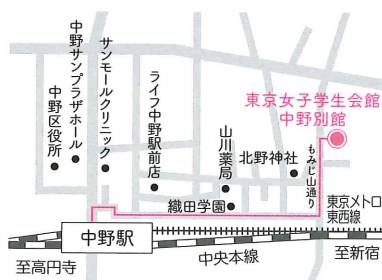 中野区役所
中野サンプラザホール
サンモールクリニック
ライフ中野駅前店
山川薬局
北野神社
織田学園
もみじ山通り
東京女子学生会館
中野別館
東京メトロ
東西線
中野駅
至高円寺
中央本線
至新宿